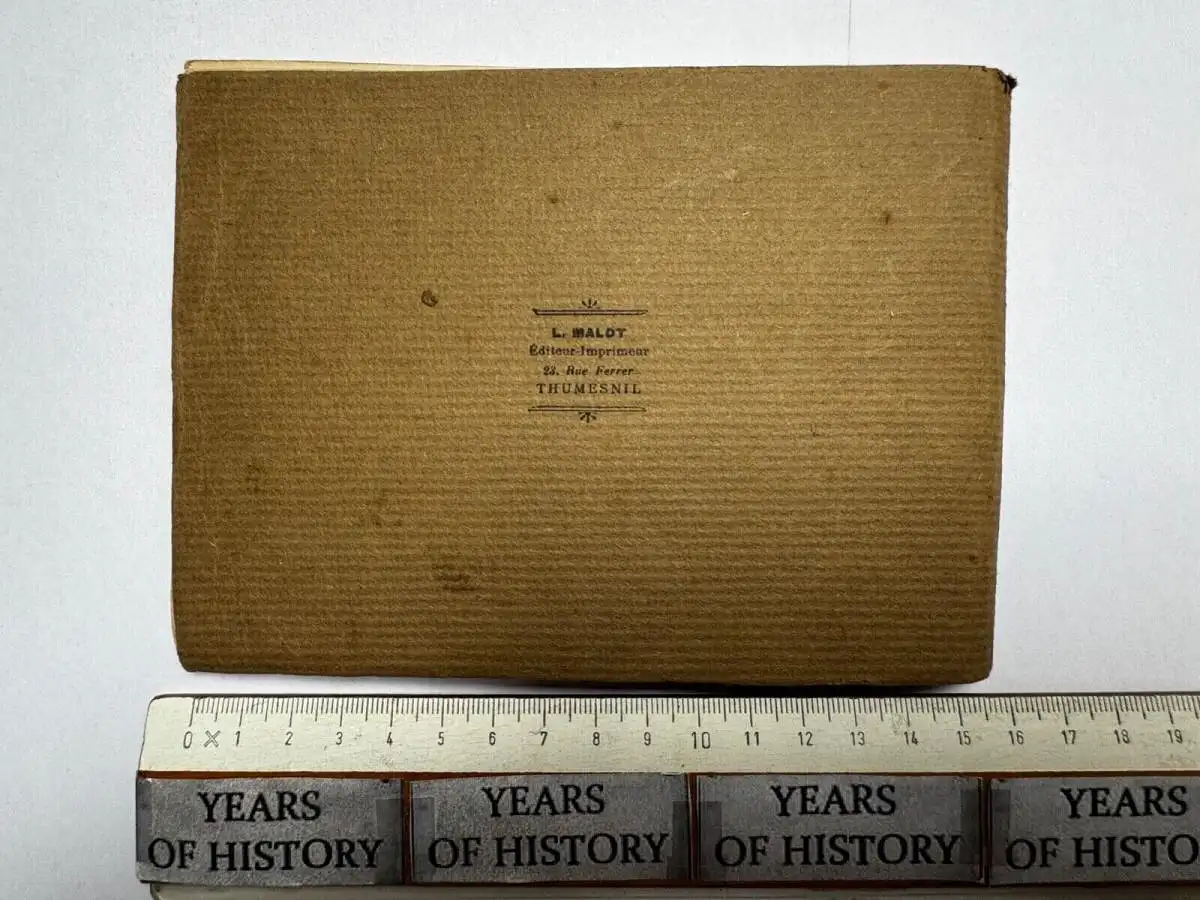 L. MALOT
Éditeur-Imprimeur
23, Rue Ferrer
THUMESNIL
0 1 2 3 4 5 6 7 8 9 10 11 12 13 14 15 16 17 18 19
YEARS OF HISTORY
YEARS OF HISTORY
YEARS OF HISTORY
YEARS OF HISTO